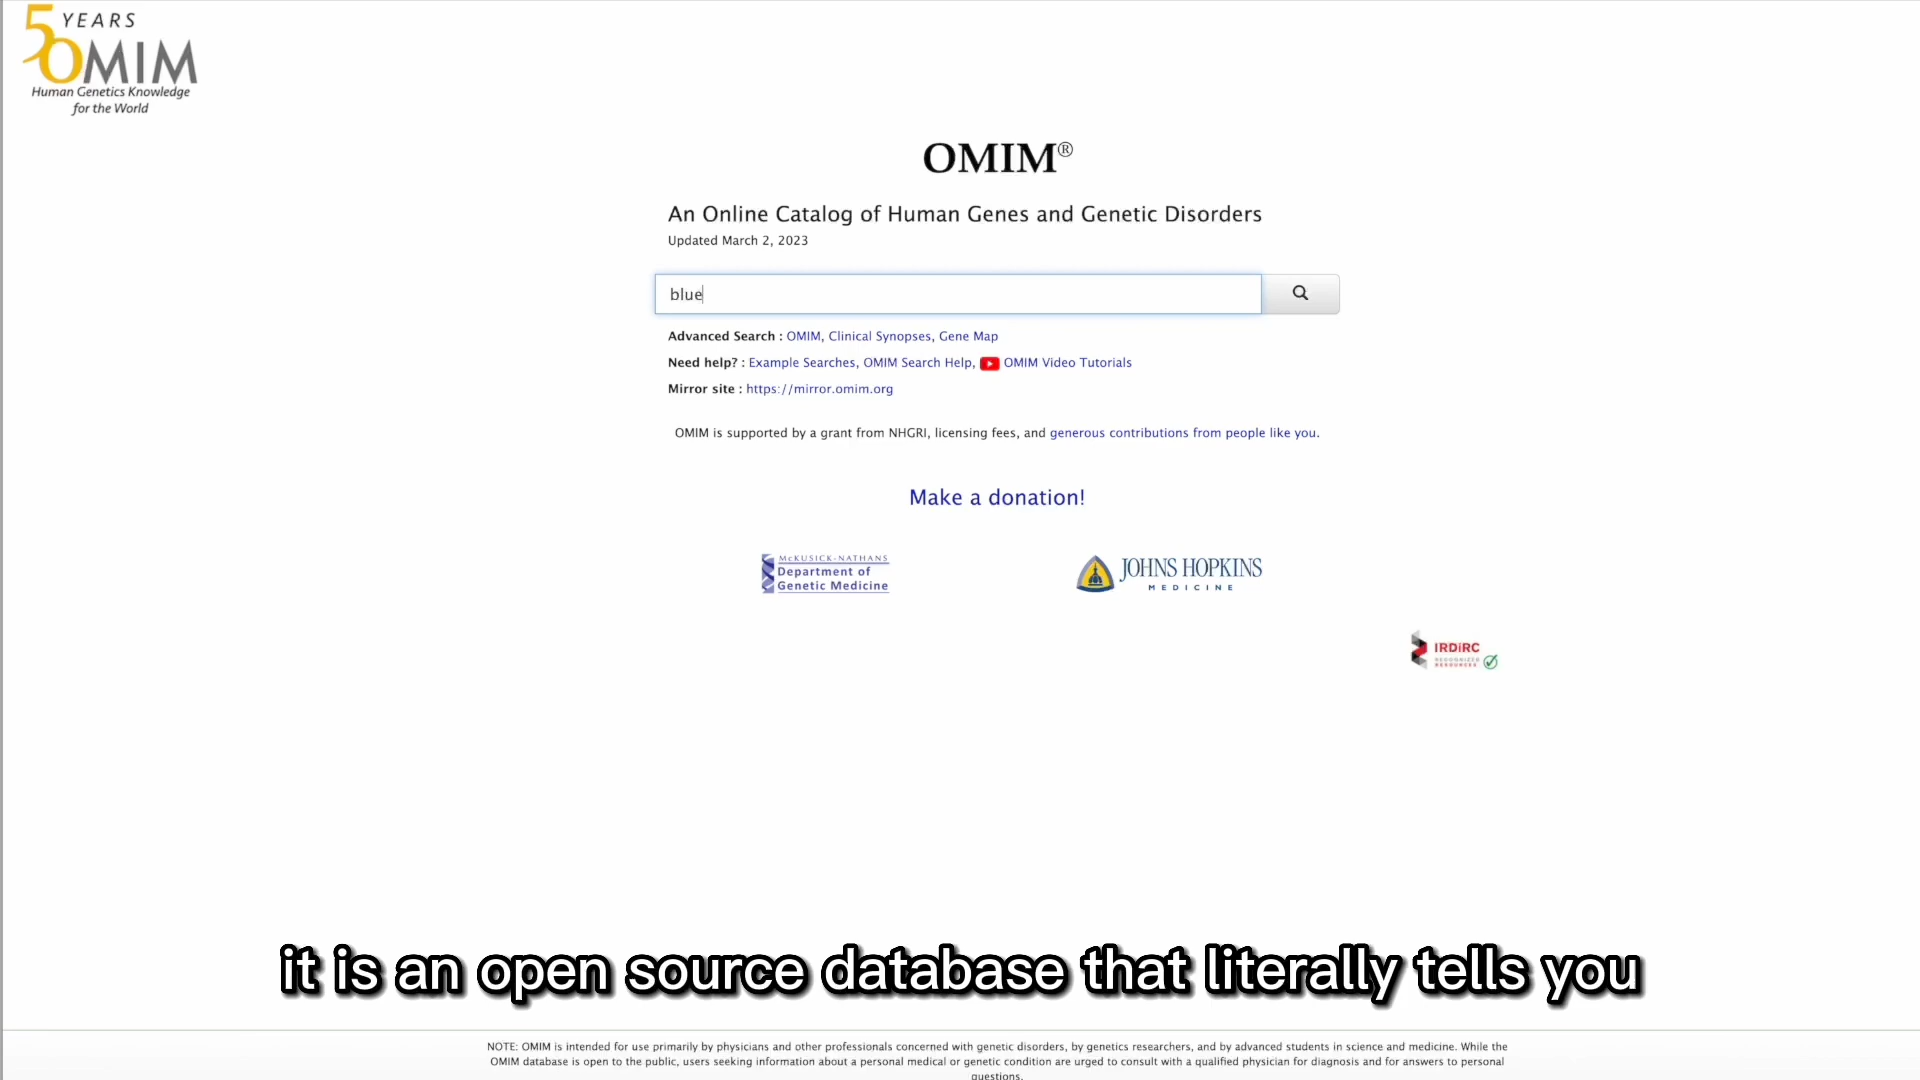 50 YEARS
OMIM
Human Genetics Knowledge
for the World
OMIM®
An Online Catalog of Human Genes and Genetic Disorders
Updated March 2, 2023
blue
Advanced Search : OMIM, Clinical Synopses, Gene Map
Need help? : Example Searches, OMIM Search Help, OMIM Video Tutorials
Mirror site : https://mirror.omim.org
OMIM is supported by a grant from NHGRI, licensing fees, and generous contributions from people like you.
Make a donation!
McKUSICK-NATHANS
Department of
Genetic Medicine
JOHNS HOPKINS
MEDICINE
IRDiRC
RECOGNIZED
RESOURCES
it is an open source database that literally tells you
NOTE: OMIM is intended for use primarily by physicians and other professionals concerned with genetic disorders, by genetics researchers, and by advanced students in science and medicine. While the
OMIM database is open to the public, users seeking information about a personal medical or genetic condition are urged to consult with a qualified physician for diagnosis and for answers to personal
questions.